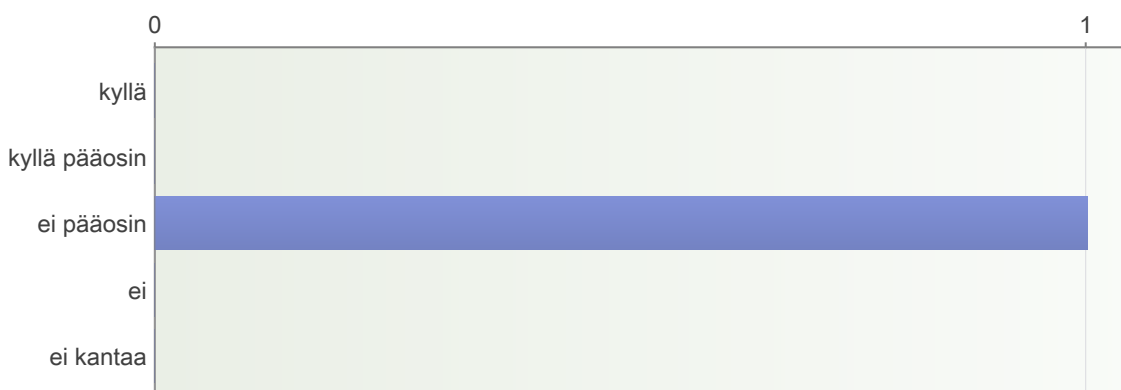 0 1
kyllä
kyllä pääosin
ei pääosin
ei
ei kantaa